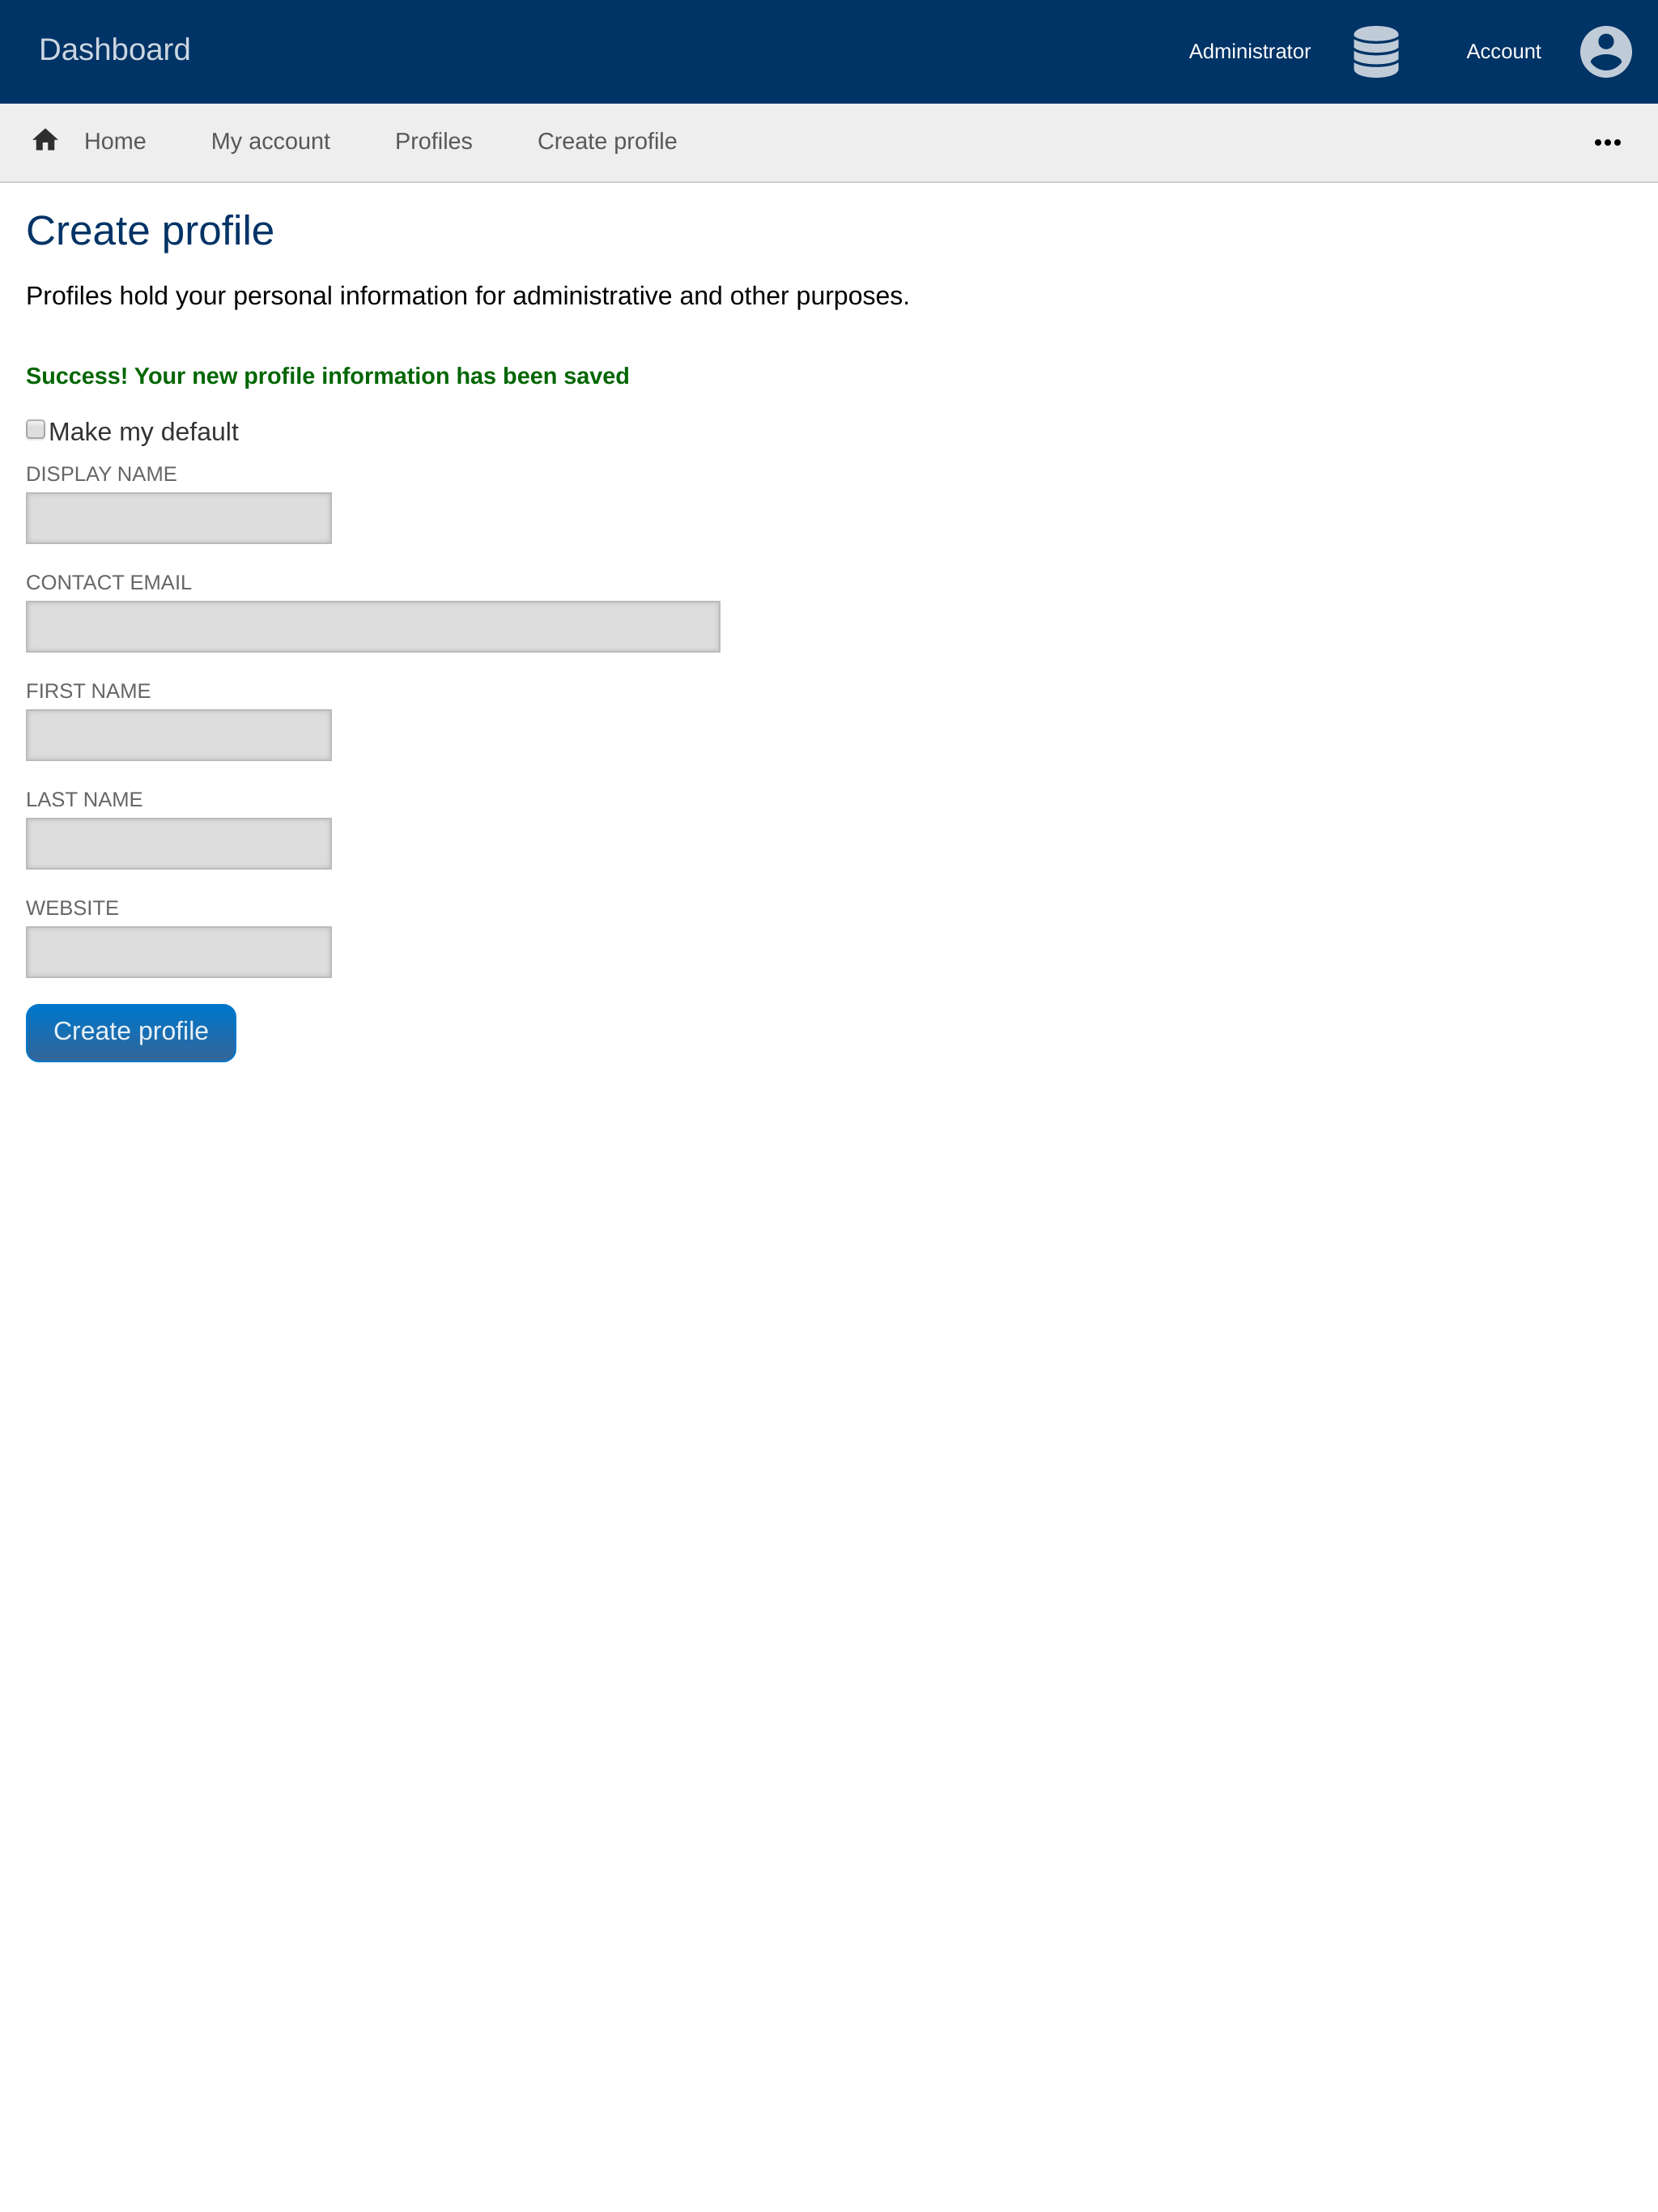 Dashboard
Administrator
Account
Home
My account
Profiles
Create profile
Create profile
Profiles hold your personal information for administrative and other purposes.
Success! Your new profile information has been saved
Make my default
DISPLAY NAME
CONTACT EMAIL
FIRST NAME
LAST NAME
WEBSITE
Create profile